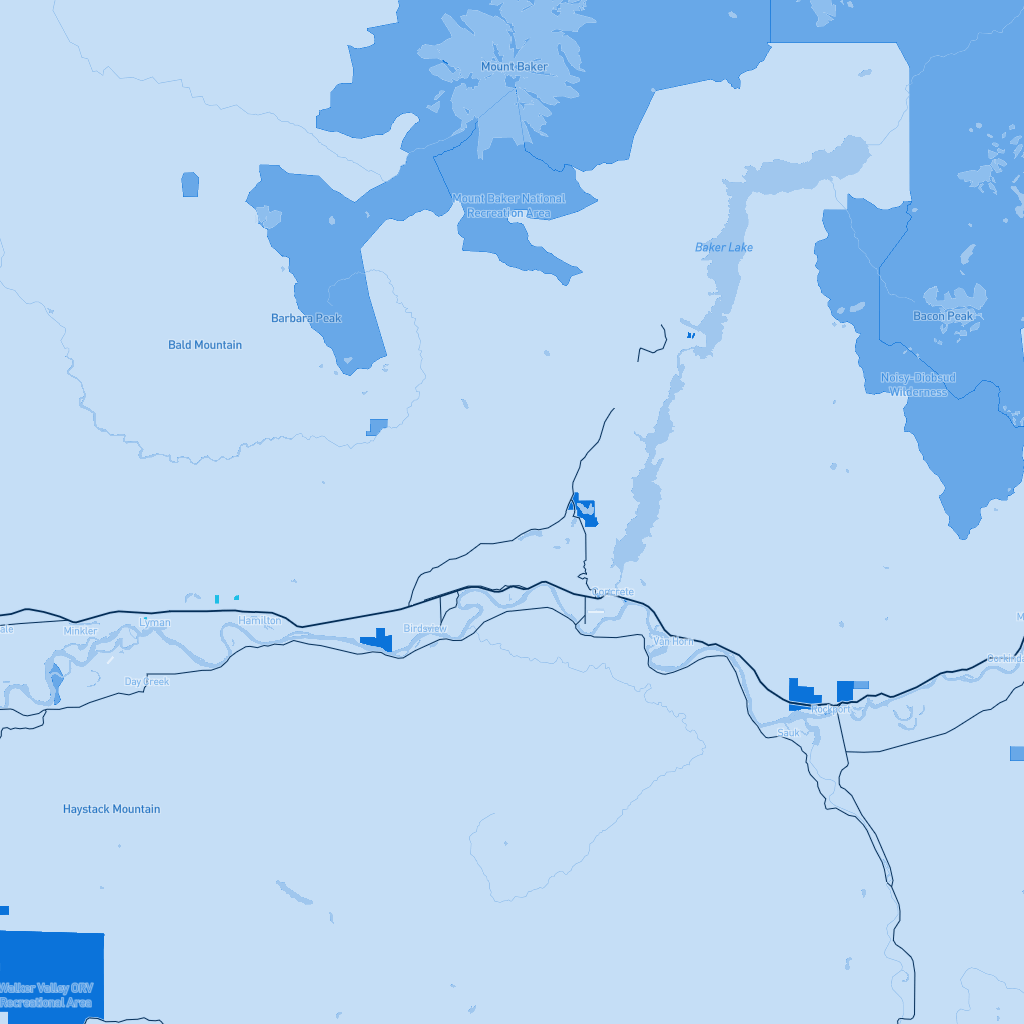 Mount Baker
Mount Baker National
Recreation Area
Baker Lake
Barbara Peak
Bacon Peak
Bald Mountain
Noisy-Diobsud
Wilderness
Concrete
Lyman
Hamilton
Minkler
Birdsview
Van Horn
Day Creek
Rockport
Sauk
Haystack Mountain
Walker Valley ORV
Recreational Area